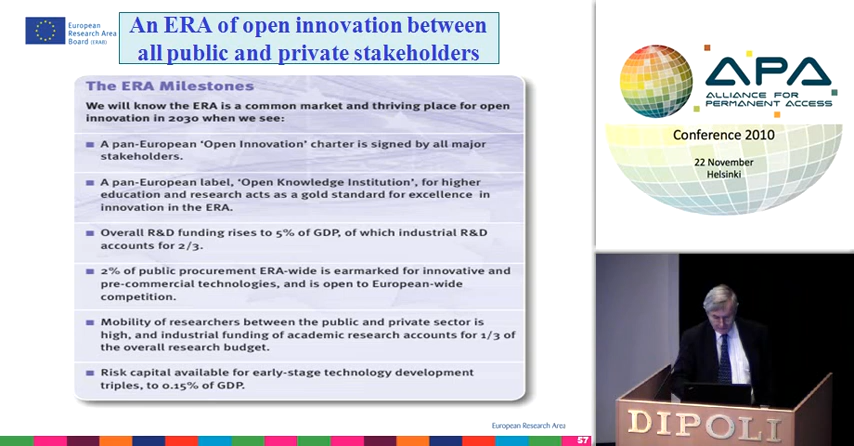 European
Research Area
Board (ERAB)
An ERA of open innovation between
all public and private stakeholders
The ERA Milestones
We will know the ERA is a common market and thriving place for open
innovation in 2030 when we see:
A pan-European 'Open Innovation' charter is signed by all major
stakeholders.
A pan-European label, 'Open Knowledge Institution', for higher
education and research acts as a gold standard for excellence in
innovation in the ERA.
Overall R&D funding rises to 5% of GDP, of which industrial R&D
accounts for 2/3.
2% of public procurement ERA-wide is earmarked for innovative and
pre-commercial technologies, and is open to European-wide
competition.
Mobility of researchers between the public and private sector is
high, and industrial funding of academic research accounts for 1/3 of
the overall research budget.
Risk capital available for early-stage technology development
triples, to 0.15% of GDP.
European Research Area
57
APA
ALLIANCE FOR
PERMANENT ACCESS
Conference 2010
22 November
Helsinki
DIPOLI